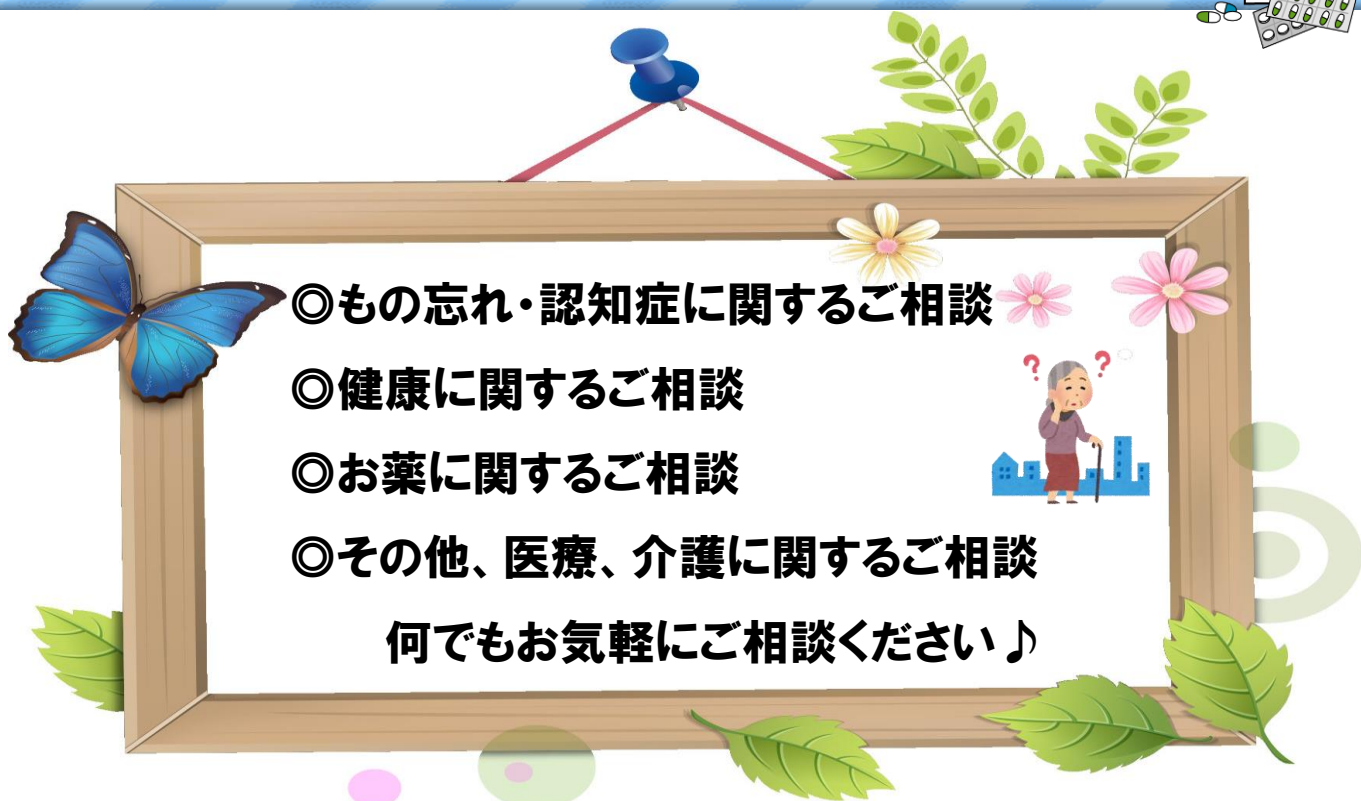 ◎もの忘れ・認知症に関するご相談
◎健康に関するご相談
◎お薬に関するご相談
◎その他、医療、介護に関するご相談
何でもお気軽にご相談ください♪
? ?